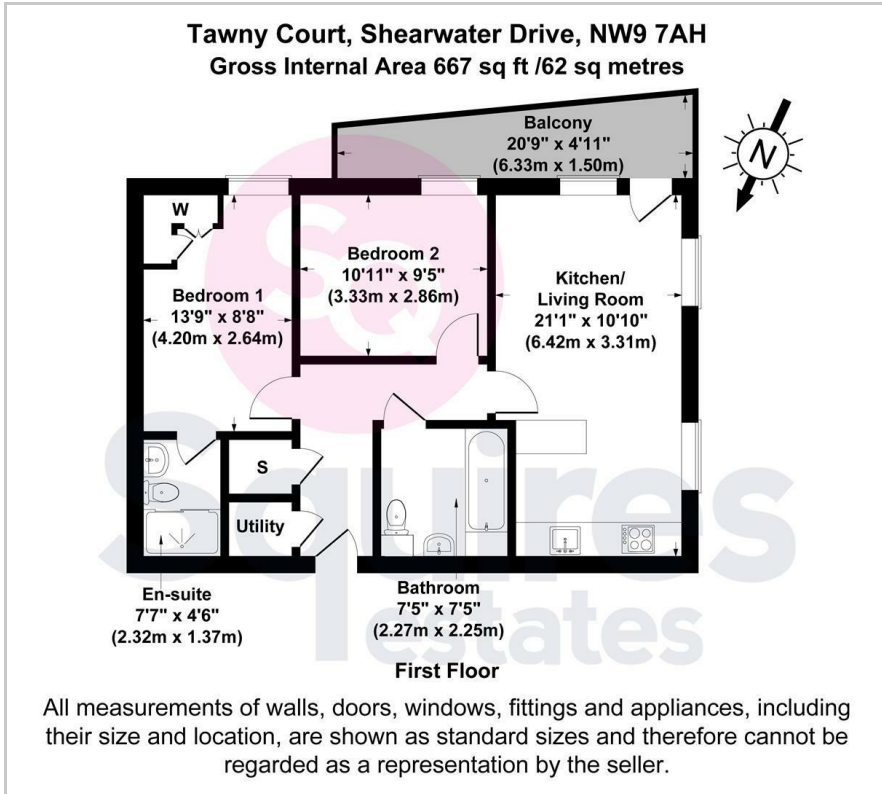 Tawny Court, Shearwater Drive, NW9 7AH
Gross Internal Area 667 sq ft /62 sq metres
Balcony
20'9" x 4'11"
(6.33m x 1.50m)
N
W
Bedroom 1
13'9" x 8'8"
(4.20m x 2.64m)
Bedroom 2
10'11" x 9'5"
(3.33m x 2.86m)
Kitchen/
Living Room
21'1" x 10'10"
(6.42m x 3.31m)
SQ
S
Utility
En-suite
7'7" x 4'6"
(2.32m x 1.37m)
Bathroom
7'5" x 7'5"
(2.27m x 2.25m)
Squires
estates
First Floor
All measurements of walls, doors, windows, fittings and appliances, including
their size and location, are shown as standard sizes and therefore cannot be
regarded as a representation by the seller.